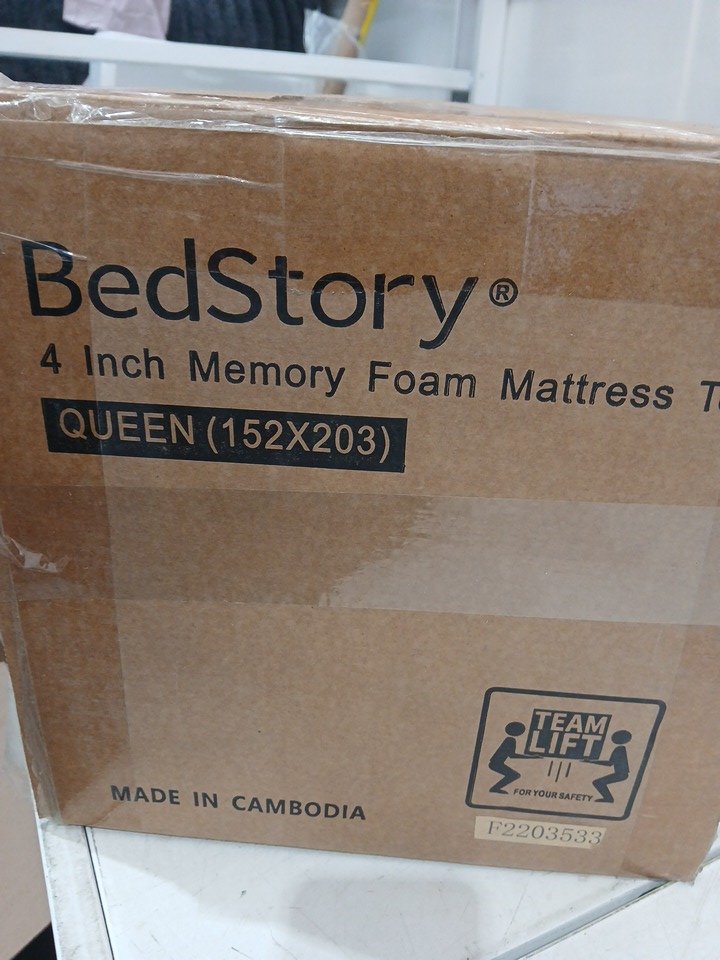 BedStory®
4 Inch Memory Foam Mattress
QUEEN (152X203)
TEAM
LIFT
FOR YOUR SAFETY
MADE IN CAMBODIA
F2203533